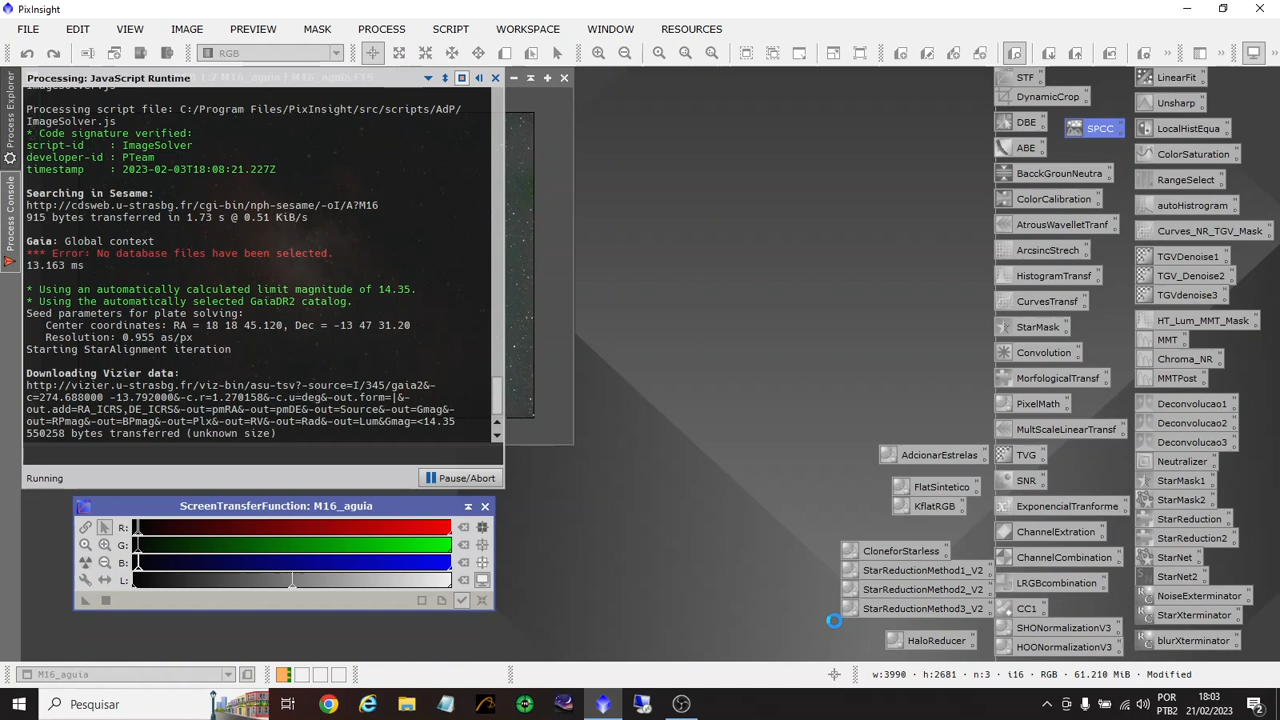 PixInsight
FILE EDIT VIEW IMAGE PREVIEW MASK PROCESS SCRIPT WORKSPACE WINDOW RESOURCES
RGB
Process Explorer
Process Console
Processing: JavaScript Runtime
ImageSolver.js
Processing script file: C:/Program Files/PixInsight/src/scripts/AdP/
ImageSolver.js
* Code signature verified:
script-id : ImageSolver
developer-id : PTeam
timestamp : 2023-02-03T18:08:21.227Z
Searching in Sesame:
http://cdsweb.u-strasbg.fr/cgi-bin/nph-sesame/-oI/A?M16
915 bytes transferred in 1.73 s @ 0.51 KiB/s
Gaia: Global context
*** Error: No database files have been selected.
13.163 ms
* Using an automatically calculated limit magnitude of 14.35.
* Using the automatically selected GaiaDR2 catalog.
Seed parameters for plate solving:
Center coordinates: RA = 18 18 45.120, Dec = -13 47 31.20
Resolution: 0.955 as/px
Starting StarAlignment iteration
Downloading Vizier data:
http://vizier.u-strasbg.fr/viz-bin/asu-tsv?-source=I/345/gaia2&-
c=274.688000 -13.792000&-c.r=1.270158&-c.u=deg&-out.form=|&-
out.add=RA_ICRS,DE_ICRS&-out=pmRA&-out=pmDE&-out=Source&-out=Gmag&-
out=RPmag&-out=BPmag&-out=Plx&-out=RV&-out=Rad&-out=Lum&Gmag=<14.35
550258 bytes transferred (unknown size)
Running
Pause/Abort
ScreenTransferFunction: M16_aguia
R:
G:
B:
L:
STF
DynamicCrop
DBE
SPCC
ABE
BacckGrounNeutra
ColorCalibration
AtrousWavelletTranf
ArcsincStrech
HistogramTransf
CurvesTransf
StarMask
Convolution
MorfologicalTransf
PixelMath
MultScaleLinearTransf
AdcionarEstrelas
TVG
SNR
FlatSintetico
KflatRGB
ExponencialTranforme
ChannelExtration
CloneforStarless
ChannelCombination
StarReductionMethod1_V2
LRGBcombination
StarReductionMethod2_V2
StarReductionMethod3_V2
CC1
SHONormalizationV3
HaloReducer
HOONormalizationV3
LinearFit
Unsharp
LocalHistEqua
ColorSaturation
RangeSelect
autoHistrogram
Curves_NR_TGV_Mask
TGVDenoise1
TGV_Denoise2
TGVdenoise3
HT_Lum_MMT_Mask
MMT
Chroma_NR
MMTPost
Deconvolucao1
Deconvolucao2
Deconvolucao3
Neutralizer
StarMask1
StarMask2
StarReduction
StarReduction2
StarNet
StarNet2
NoiseExterminator
StarXterminator
blurXterminator
M16_aguia
w:3990 h:2681 n:3 i16 RGB 61.210 MiB Modified
Pesquisar
POR
PTB2
18:03
21/02/2023
2